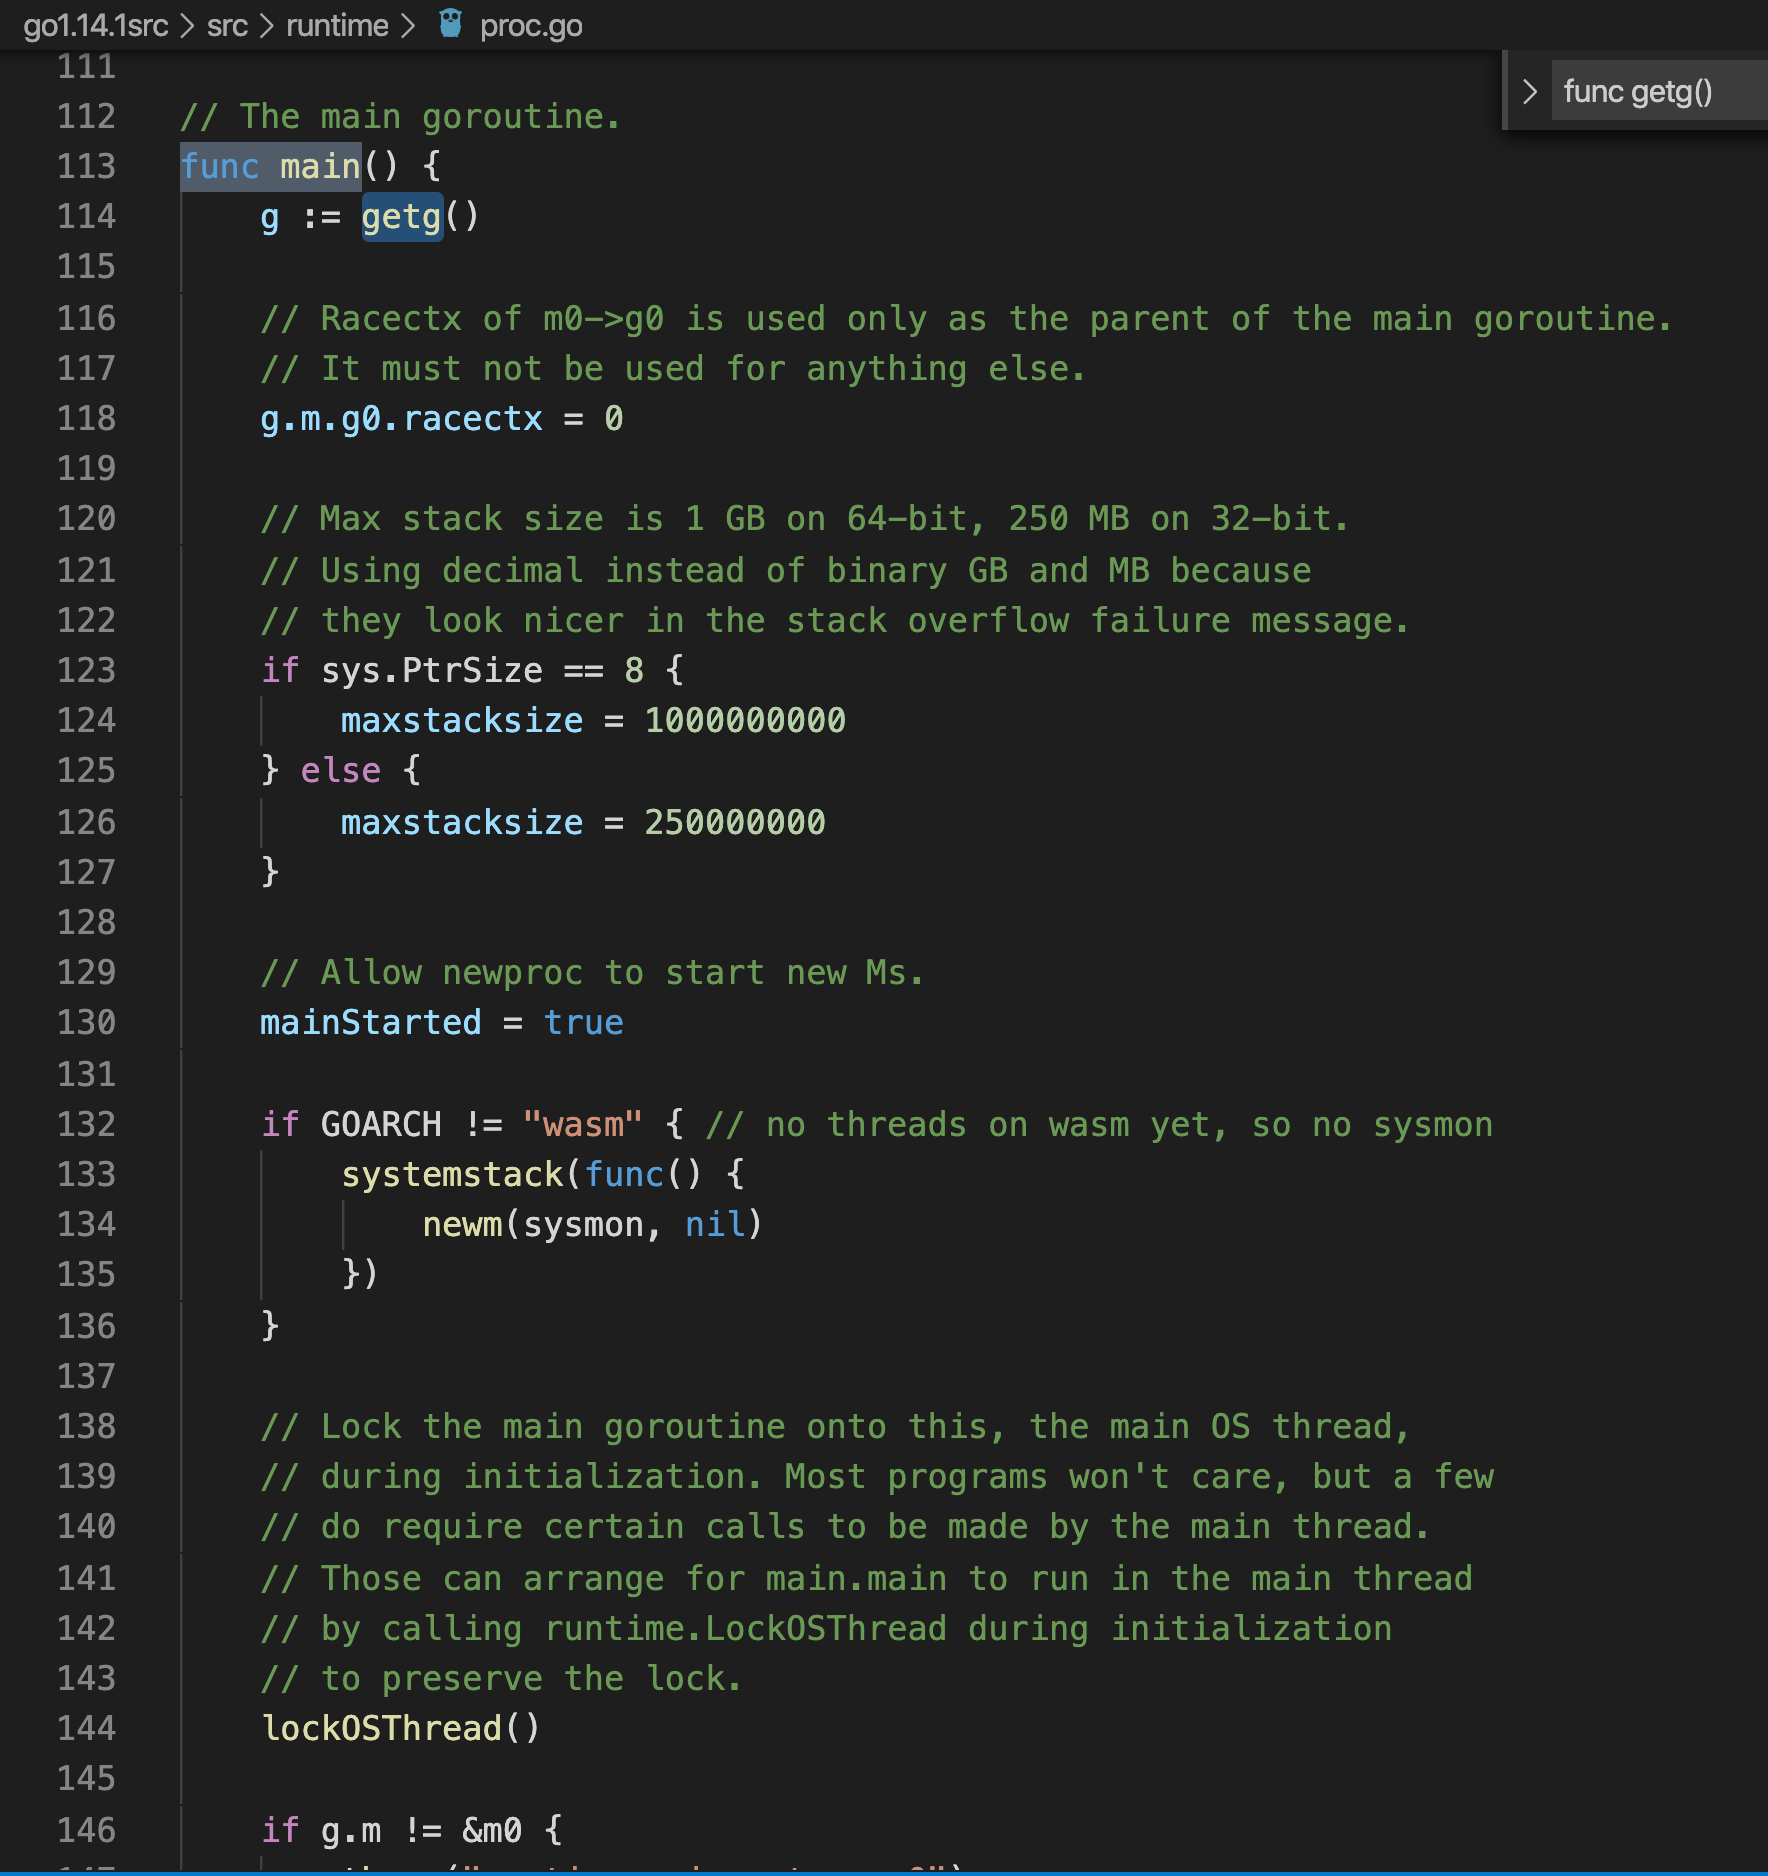 go1.14.1src > src > runtime > proc.go
func getg()
111
112 // The main goroutine.
113 func main() {
114 g := getg()
115
116 // Racectx of m0->g0 is used only as the parent of the main goroutine.
117 // It must not be used for anything else.
118 g.m.g0.racectx = 0
119
120 // Max stack size is 1 GB on 64-bit, 250 MB on 32-bit.
121 // Using decimal instead of binary GB and MB because
122 // they look nicer in the stack overflow failure message.
123 if sys.PtrSize == 8 {
124 maxstacksize = 1000000000
125 } else {
126 maxstacksize = 250000000
127 }
128
129 // Allow newproc to start new Ms.
130 mainStarted = true
131
132 if GOARCH != "wasm" { // no threads on wasm yet, so no sysmon
133 systemstack(func() {
134 newm(sysmon, nil)
135 })
136 }
137
138 // Lock the main goroutine onto this, the main OS thread,
139 // during initialization. Most programs won't care, but a few
140 // do require certain calls to be made by the main thread.
141 // Those can arrange for main.main to run in the main thread
142 // by calling runtime.LockOSThread during initialization
143 // to preserve the lock.
144 lockOSThread()
145
146 if g.m != &m0 {